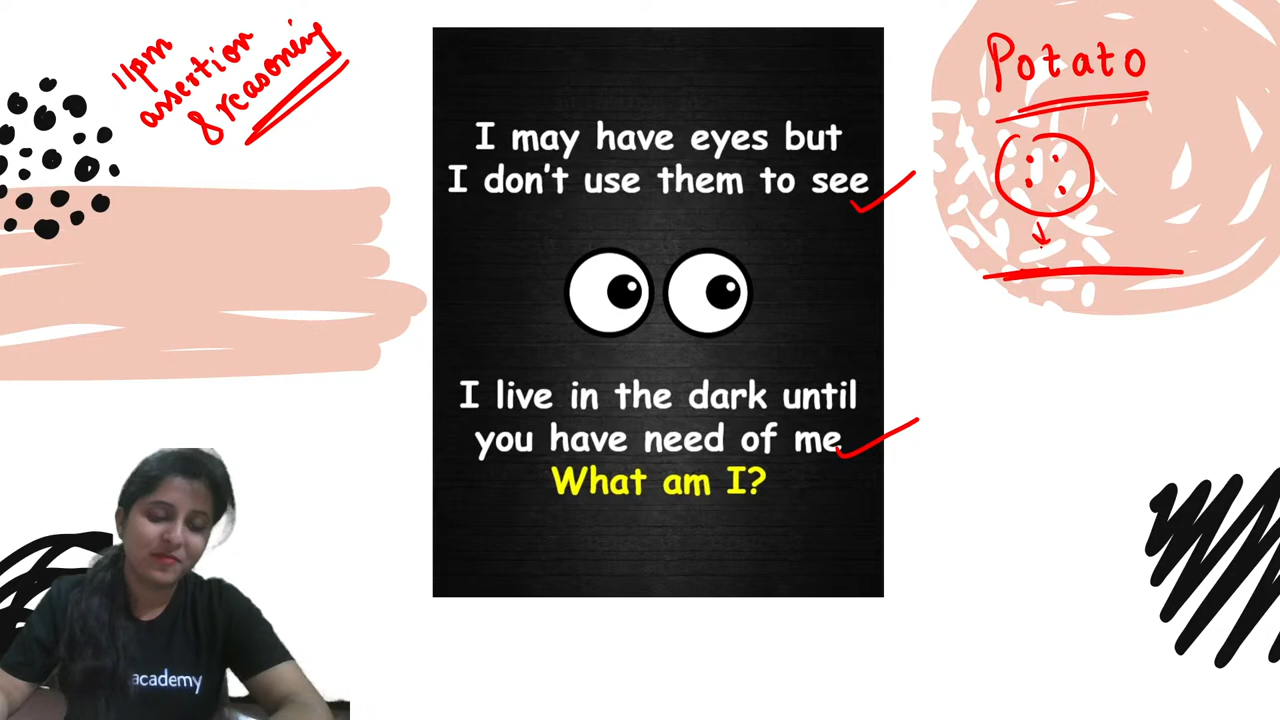 11pm
assertion
& reasoning
I may have eyes but
I don't use them to see
I live in the dark until
you have need of me
What am I?
Potato
academy